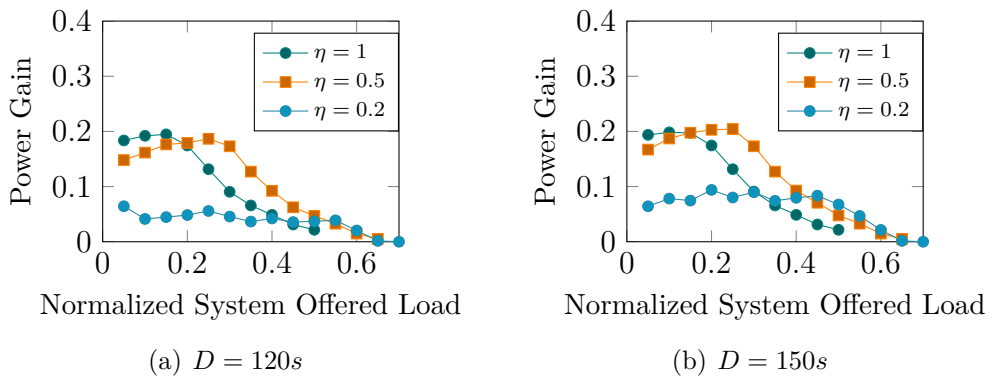 0.4
0.3
0.2
0.1
0
Power Gain
η = 1
η = 0.5
η = 0.2
0 0.2 0.4 0.6
Normalized System Offered Load
(a) D = 120s
0.4
0.3
0.2
0.1
0
Power Gain
η = 1
η = 0.5
η = 0.2
0 0.2 0.4 0.6
Normalized System Offered Load
(b) D = 150s